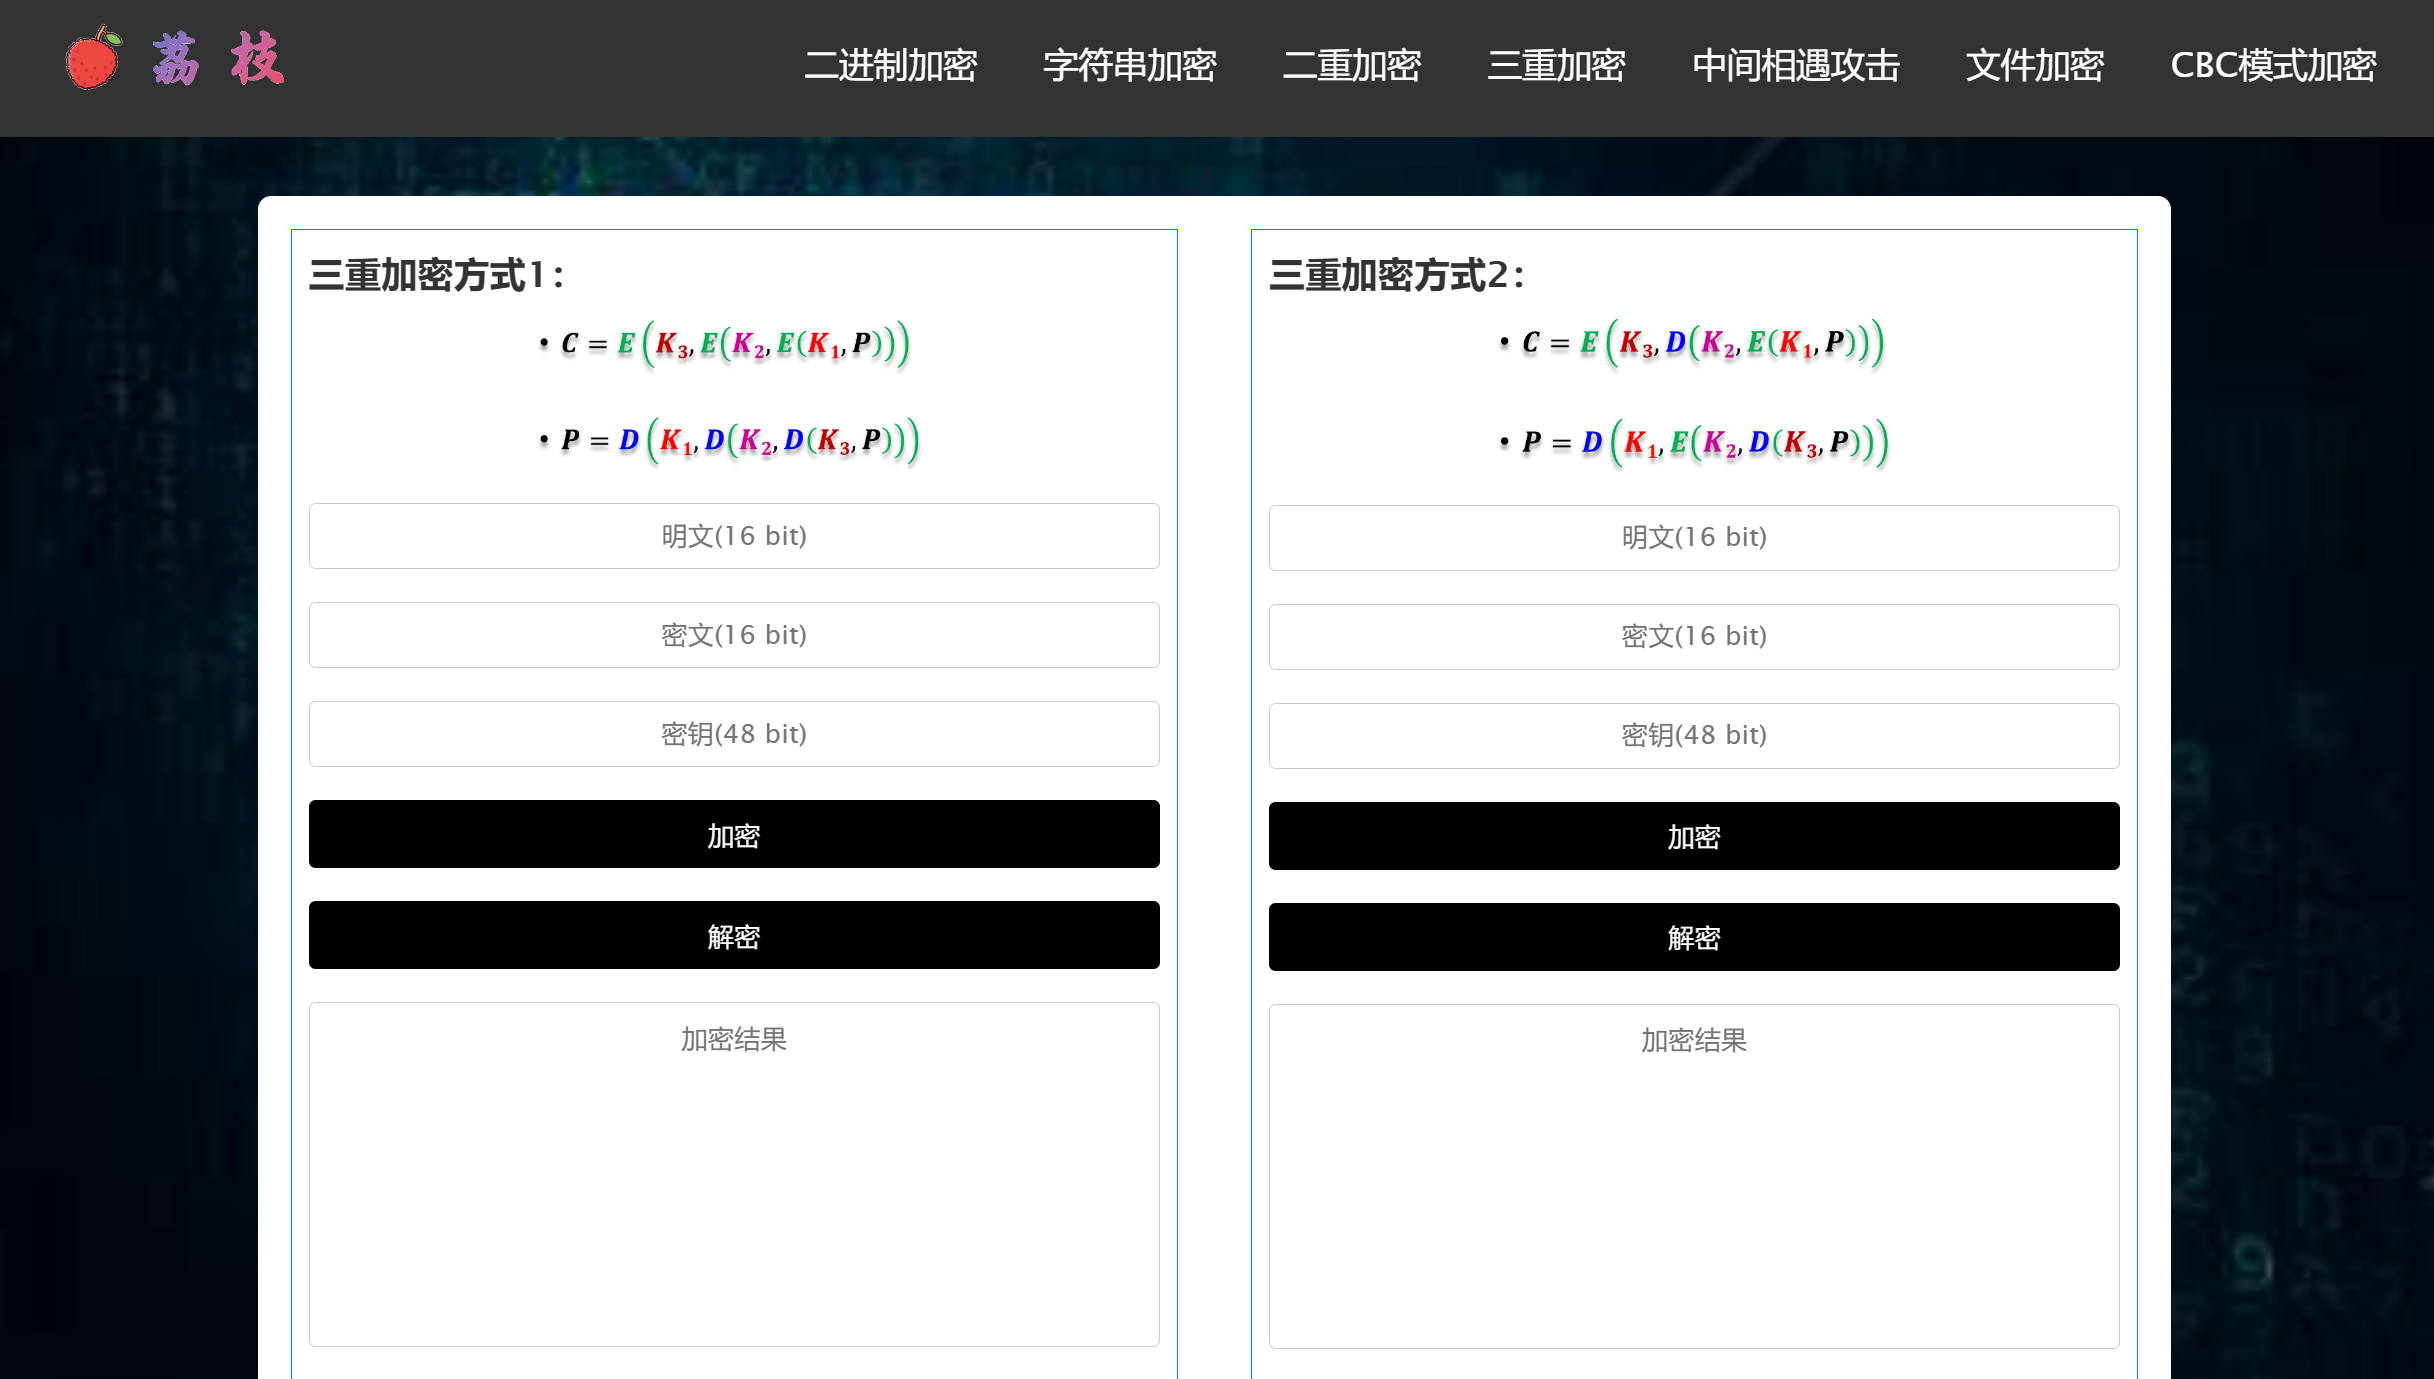 荔枝
二进制加密 字符串加密 二重加密 三重加密 中间相遇攻击 文件加密 CBC模式加密
三重加密方式1:
• C = E(K₃, E(K₂, E(K₁, P)))
• P = D(K₁, D(K₂, D(K₃, P)))
明文(16 bit)
密文(16 bit)
密钥(48 bit)
加密
解密
加密结果
三重加密方式2:
• C = E(K₃, D(K₂, E(K₁, P)))
• P = D(K₁, E(K₂, D(K₃, P)))
明文(16 bit)
密文(16 bit)
密钥(48 bit)
加密
解密
加密结果